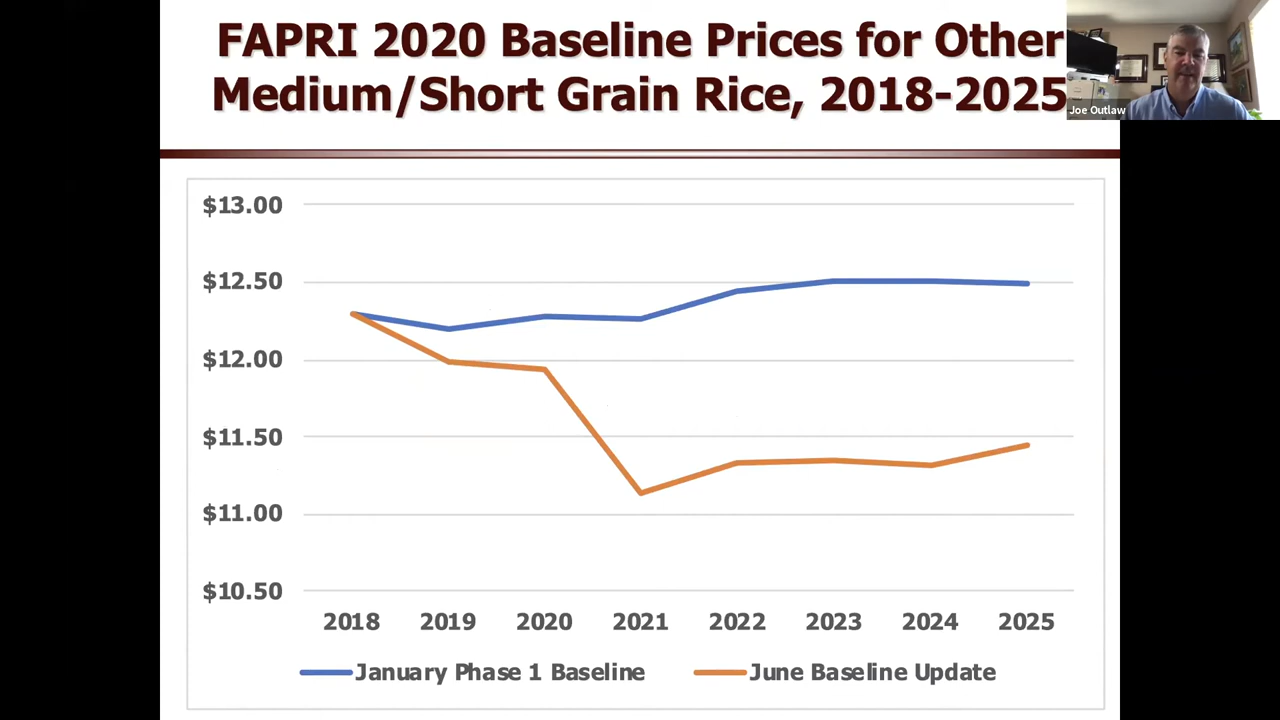 FAPRI 2020 Baseline Prices for Other
Medium/Short Grain Rice, 2018-2025
Joe Outlaw
$13.00
$12.50
$12.00
$11.50
$11.00
$10.50
2018 2019 2020 2021 2022 2023 2024 2025
January Phase 1 Baseline June Baseline Update